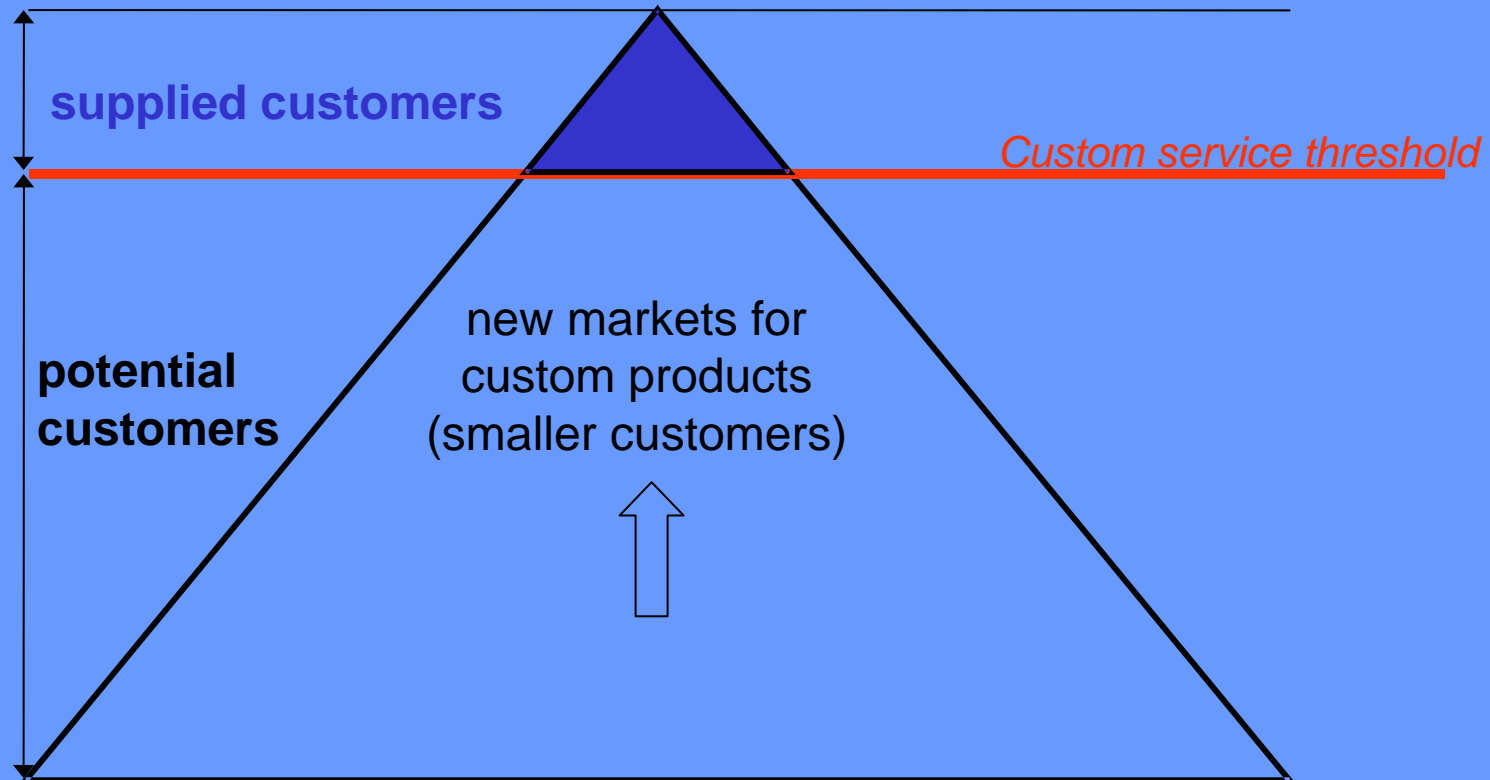 supplied customers
Custom service threshold
new markets for
custom products
(smaller customers)
potential
customers